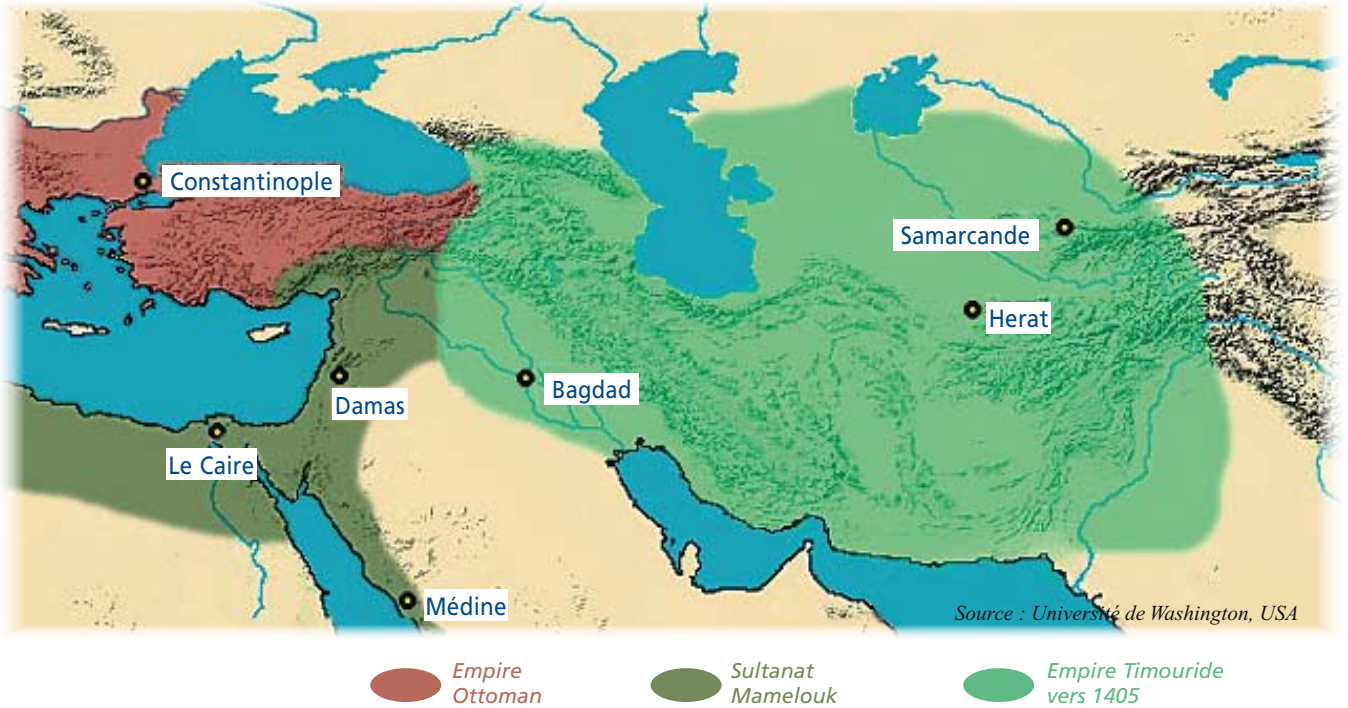 Constantinople
Samarcande
Herat
Bagdad
Damas
Le Caire
Médine
Source : Université de Washington, USA
Empire
Ottoman
Sultanat
Mamelouk
Empire Timouride
vers 1405